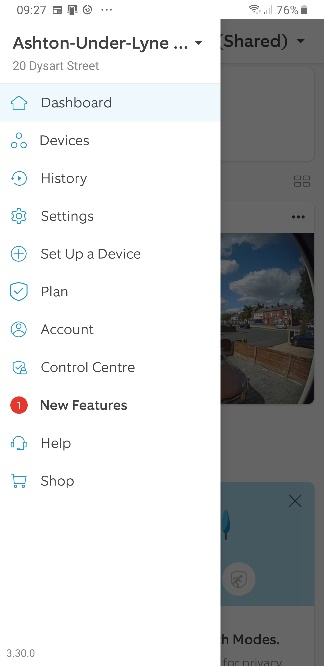 09:27 76%
Ashton-Under-Lyne ...
(Shared)
20 Dysart Street
Dashboard
Devices
History
Settings
Set Up a Device
Plan
Account
Control Centre
1 New Features
Help
Shop
h Modes.
for privacy
3.30.0